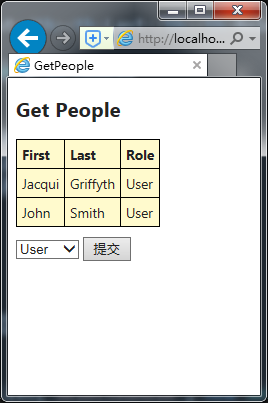 http://localho...
GetPeople
Get People
First Last Role
Jacqui Griffyth User
John Smith User
User 提交